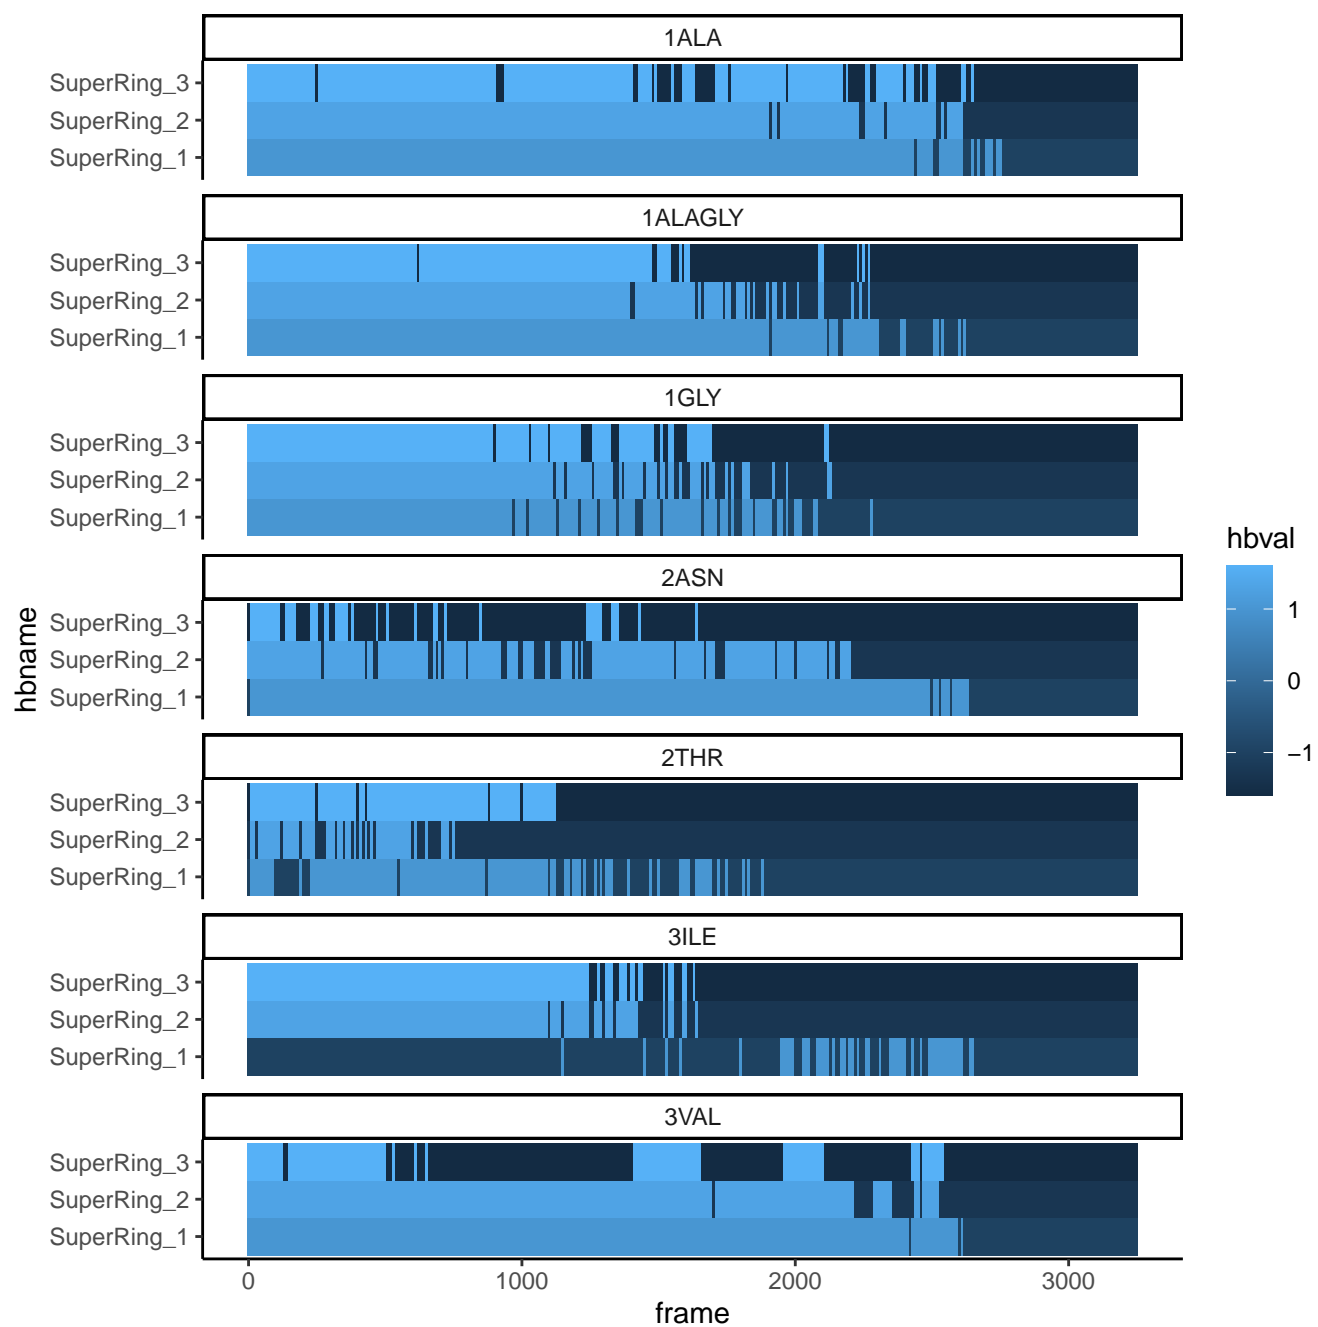 1ALA
SuperRing_3
SuperRing_2
SuperRing_1
1ALAGLY
SuperRing_3
SuperRing_2
SuperRing_1
1GLY
SuperRing_3
SuperRing_2
SuperRing_1
2ASN
SuperRing_3
SuperRing_2
SuperRing_1
2THR
SuperRing_3
SuperRing_2
SuperRing_1
3ILE
SuperRing_3
SuperRing_2
SuperRing_1
3VAL
SuperRing_3
SuperRing_2
SuperRing_1
0 1000 2000 3000
frame
hbname
hbval
1
0
−1